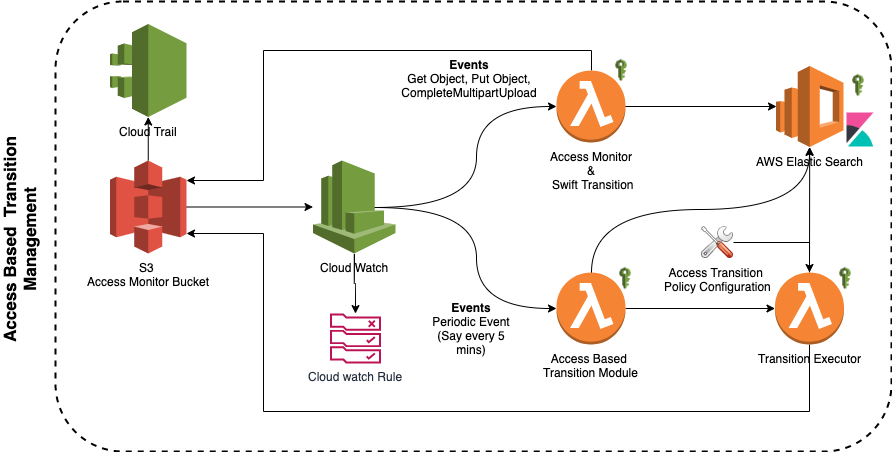 Access Based Transition
Management
Cloud Trail
S3
Access Monitor Bucket
Cloud Watch
Cloud watch Rule
Events
Get Object, Put Object,
CompleteMultipartUpload
Access Monitor
&
Swift Transition
AWS Elastic Search
Access Transition
Policy Configuration
Events
Periodic Event
(Say every 5
mins)
Access Based
Transition Module
Transition Executor